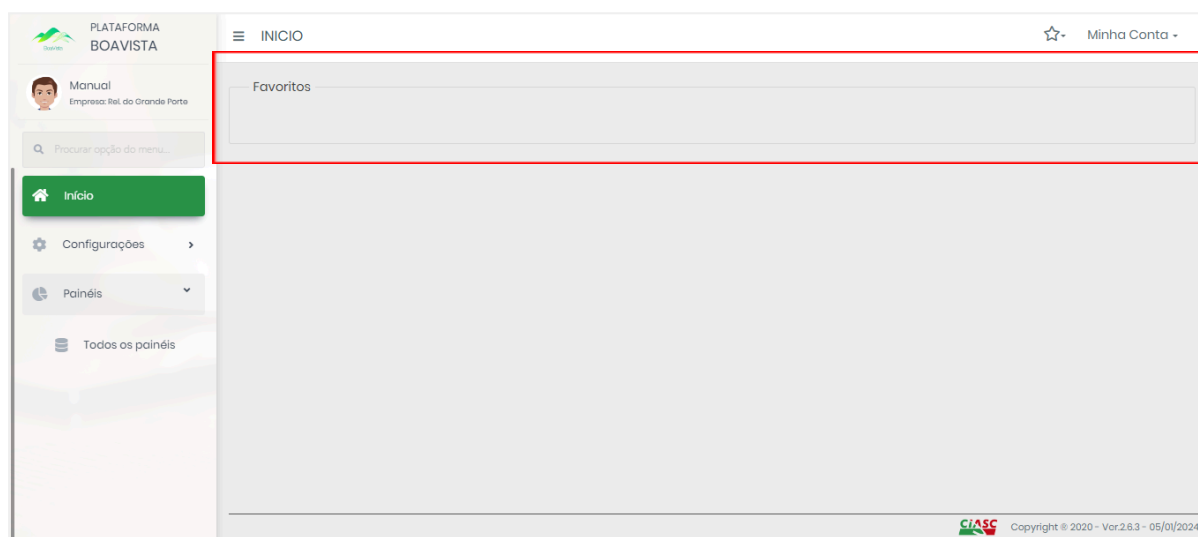 PLATAFORMA
BOAVISTA
BoaVista
INICIO
Minha Conta
Manual
Empresa: Rel. do Grande Porte
Favoritos
Procurar opção do menu...
Início
Configurações
Painéis
Todos os painéis
CiASC
Copyright © 2020 - Ver.2.6.3 - 05/01/2024